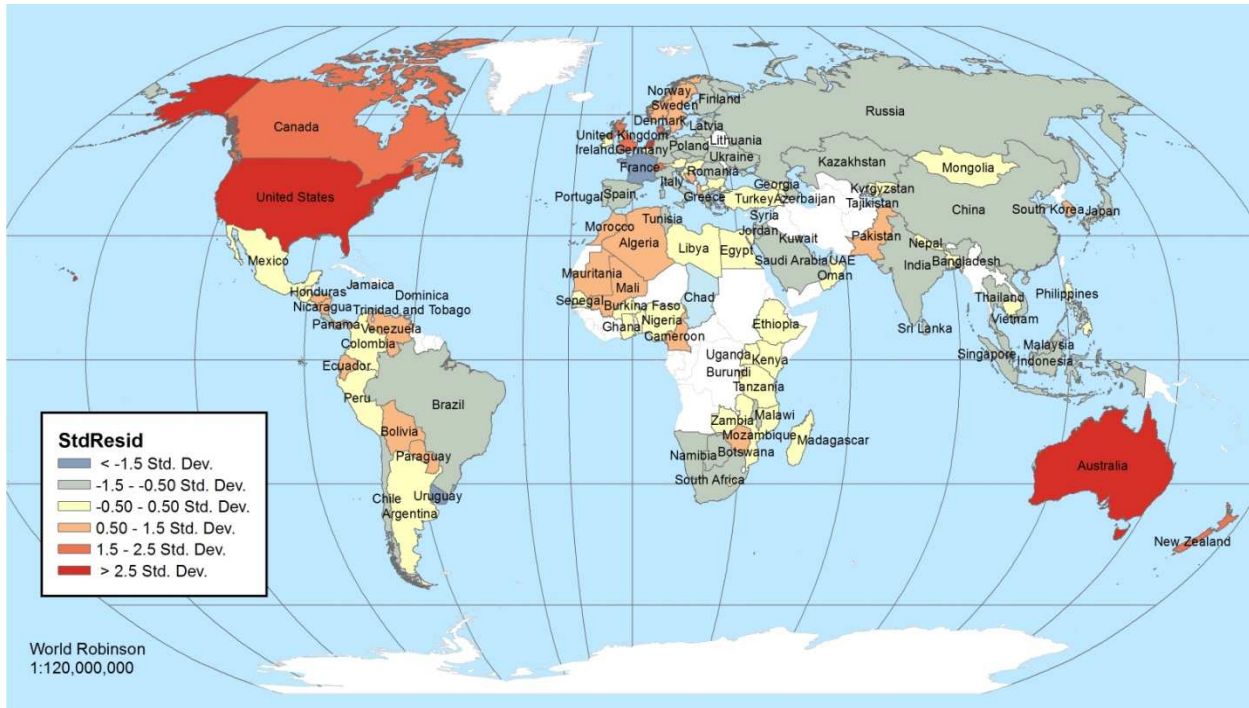 Norway
Sweden
Finland
Denmark
Latvia
Russia
Canada
United Kingdom
Lithuania
Ireland
Germany
Poland
Ukraine
Kazakhstan
Mongolia
France
Romania
United States
Portugal
Spain
Italy
Greece
Georgia
Turkey
Azerbaijan
Kyrgyzstan
Tajikistan
China
South Korea
Japan
Tunisia
Syria
Morocco
Jordan
Kuwait
Pakistan
Algeria
Libya
Egypt
Nepal
Mexico
Saudi Arabia
UAE
India
Bangladesh
Oman
Mauritania
Mali
Jamaica
Honduras
Dominica
Senegal
Burkina Faso
Chad
Thailand
Philippines
Nicaragua
Trinidad and Tobago
Panama
Venezuela
Ghana
Nigeria
Ethiopia
Sri Lanka
Vietnam
Colombia
Cameroon
Malaysia
Singapore
Indonesia
Ecuador
Uganda
Kenya
Burundi
Tanzania
Peru
Brazil
Zambia
Malawi
Bolivia
Mozambique
Madagascar
Paraguay
Namibia
Botswana
Australia
South Africa
Chile
Uruguay
Argentina
New Zealand
StdResid
< -1.5 Std. Dev.
-1.5 - -0.50 Std. Dev.
-0.50 - 0.50 Std. Dev.
0.50 - 1.5 Std. Dev.
1.5 - 2.5 Std. Dev.
> 2.5 Std. Dev.
World Robinson
1:120,000,000